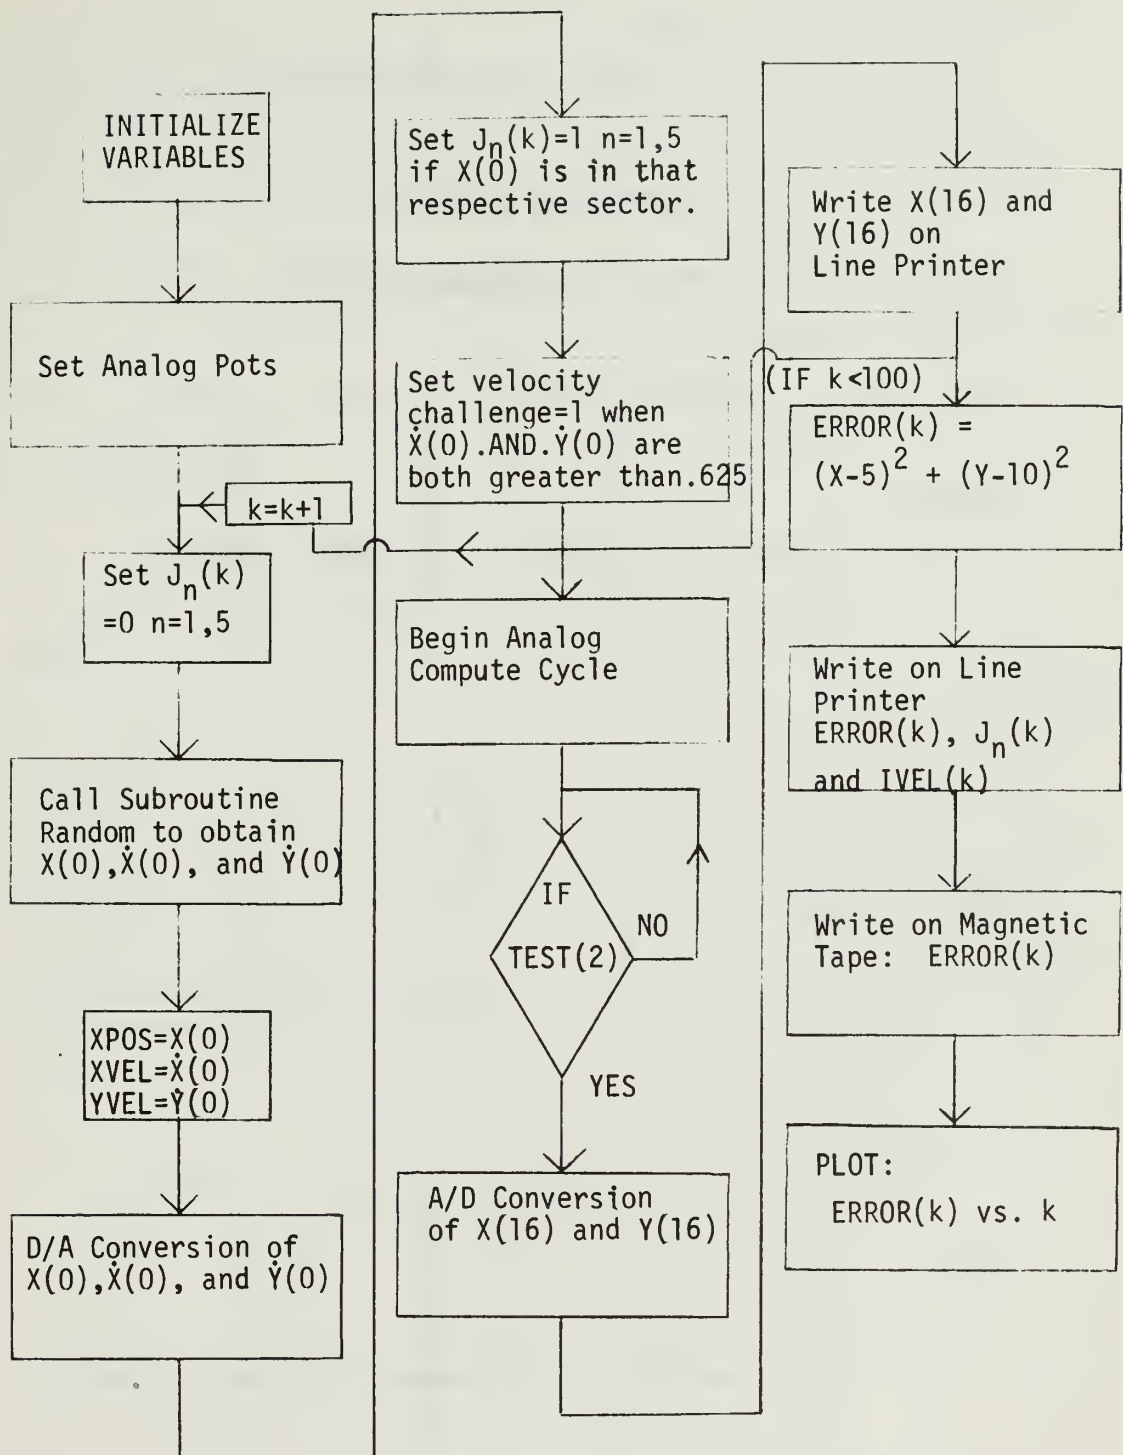 INITIALIZE
VARIABLES
Set Analog Pots
k=k+1
Set Jₙ(k)
=0 n=1,5
Call Subroutine
Random to obtain
X(0),Ẋ(0), and Ẏ(0)
XPOS=X(0)
XVEL=Ẋ(0)
YVEL=Ẏ(0)
D/A Conversion of
X(0),Ẋ(0), and Ẏ(0)
Set Jₙ(k)=1 n=1,5
if X(0) is in that
respective sector.
Set velocity
challenge=1 when
Ẋ(0).AND.Ẏ(0) are
both greater than.625
Begin Analog
Compute Cycle
IF
TEST(2)
NO
YES
A/D Conversion
of X(16) and Y(16)
Write X(16) and
Y(16) on
Line Printer
(IF k<100)
ERROR(k) =
(X-5)² + (Y-10)²
Write on Line
Printer
ERROR(k), Jₙ(k)
and IVEL(k)
Write on Magnetic
Tape: ERROR(k)
PLOT:
ERROR(k) vs. k